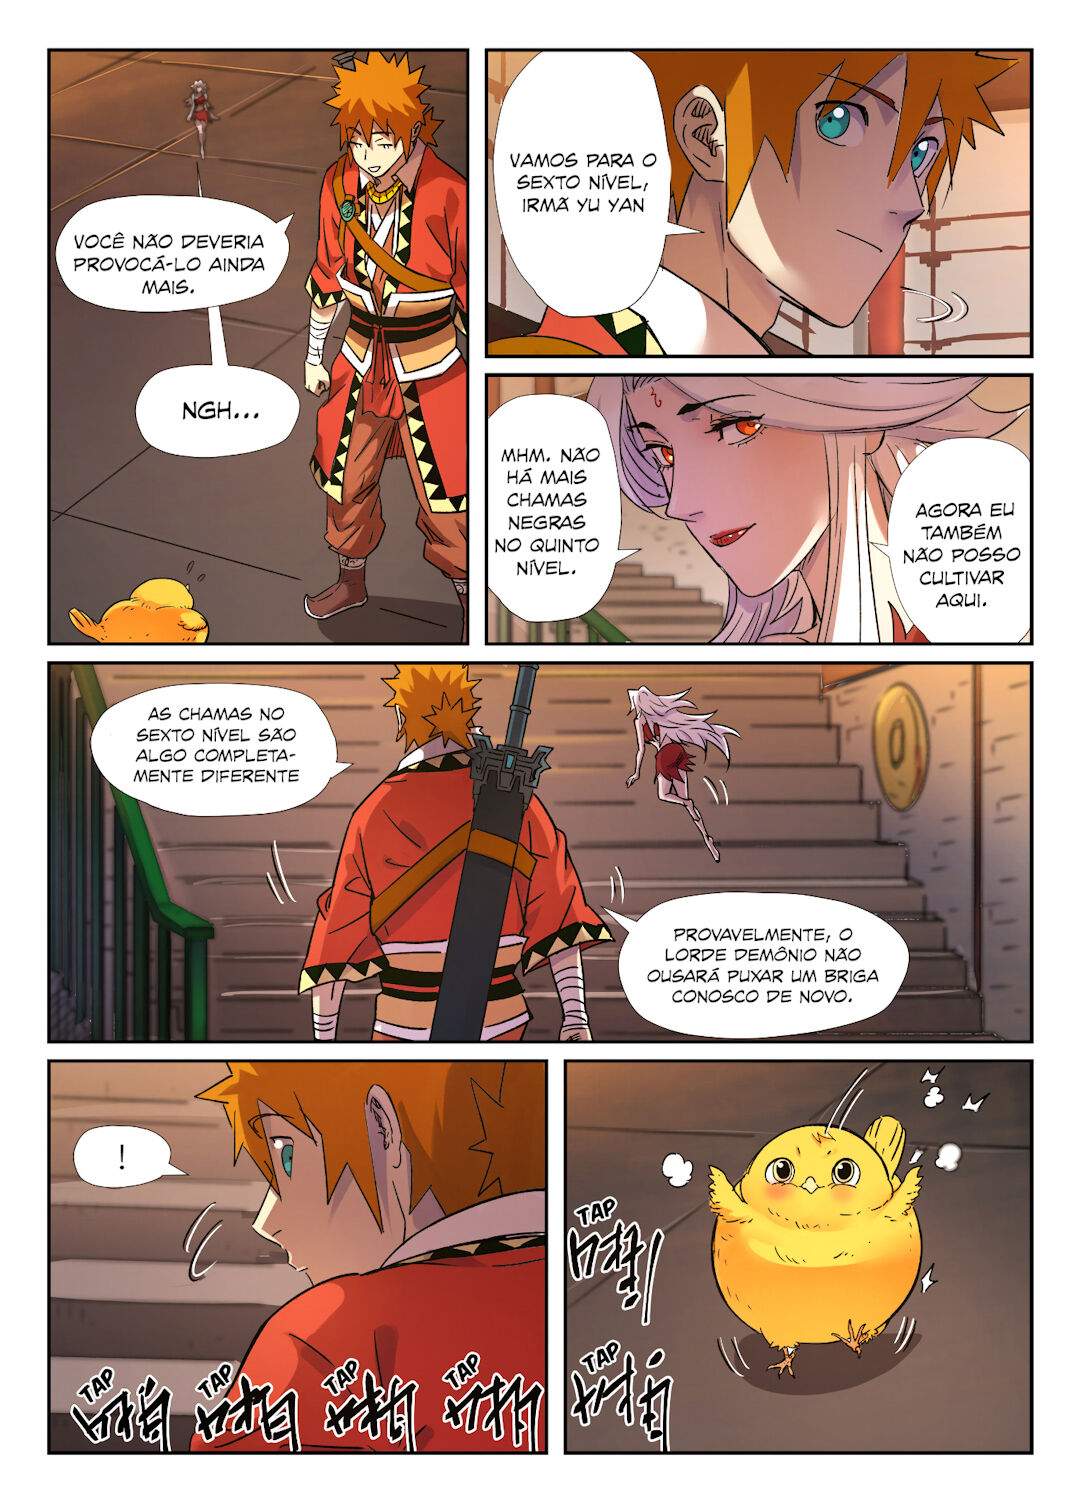 VOCÊ NÃO DEVERIA
PROVOCÁ-LO AINDA
MAIS.
NGH...
VAMOS PARA O
SEXTO NÍVEL,
IRMÃ YU YAN
MHM. NÃO
HÁ MAIS
CHAMAS
NEGRAS
NO QUINTO
NÍVEL.
AGORA EU
TAMBÉM
NÃO POSSO
CULTIVAR
AQUI.
AS CHAMAS NO
SEXTO NÍVEL SÃO
ALGO COMPLETA-
MENTE DIFERENTE
PROVAVELMENTE, O
LORDE DEMÔNIO NÃO
OUSARÁ PUXAR UM BRIGA
CONOSCO DE NOVO.
!
TAP
TAP
TAP
TAP
TAP
TAP